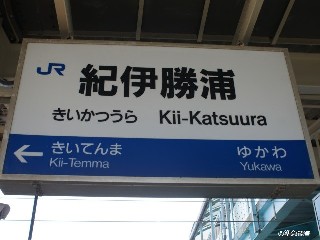 JR 紀伊勝浦
きいかつうら Kii-Katsuura
← きいてんま ゆかわ
Kii-Temma Yukawa